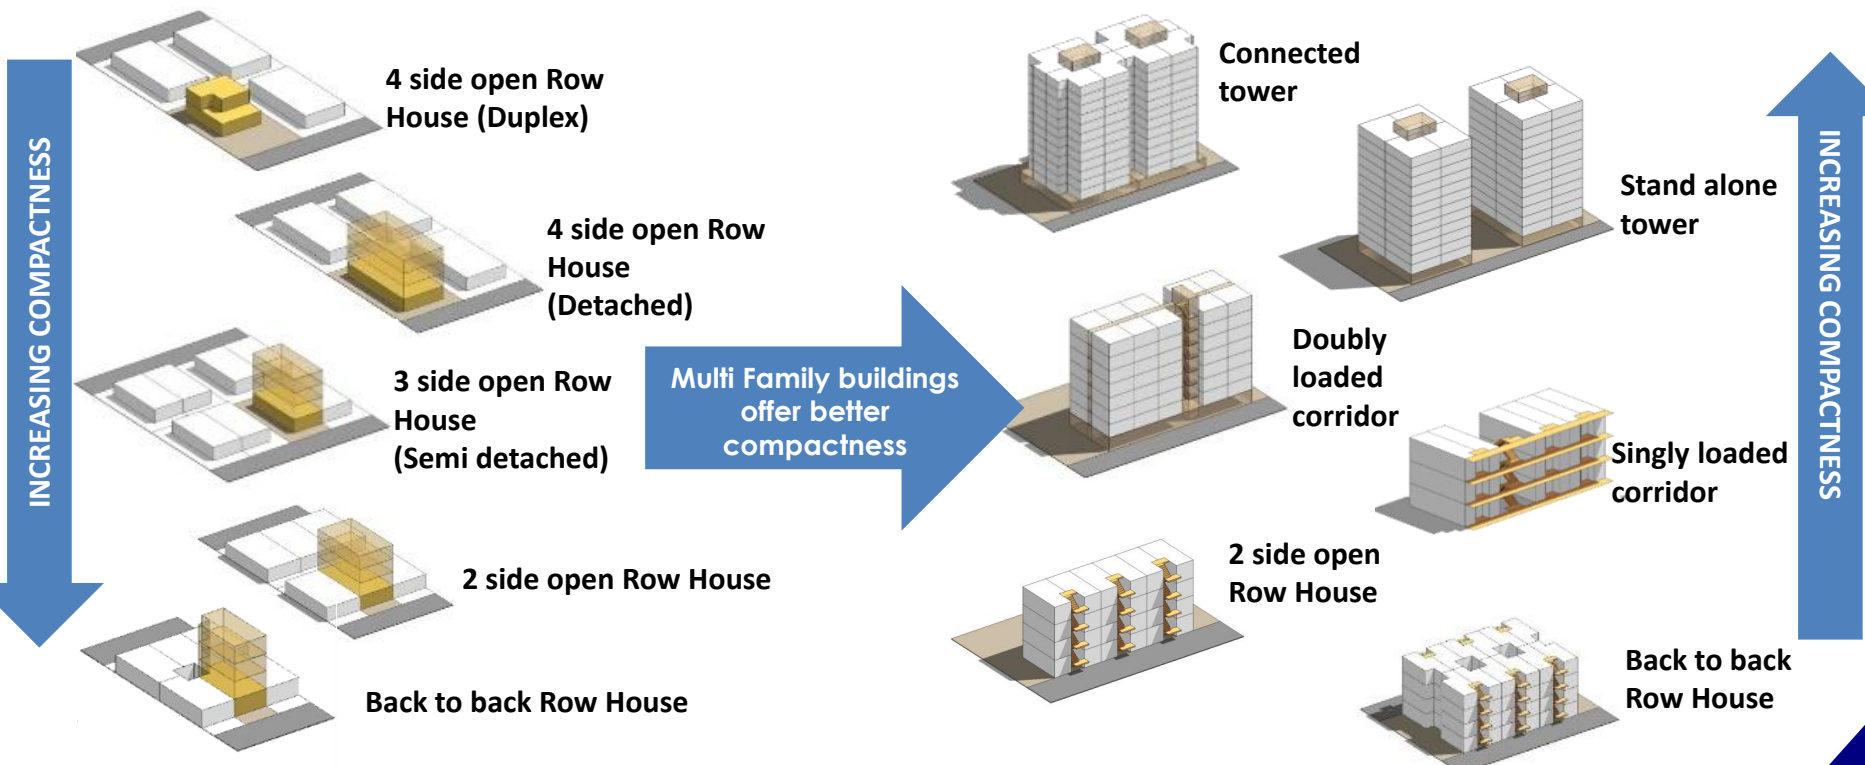 INCREASING COMPACTNESS
4 side open Row
House (Duplex)
4 side open Row
House
(Detached)
3 side open Row
House
(Semi detached)
2 side open Row House
Back to back Row House
Multi Family buildings
offer better
compactness
Connected
tower
Stand alone
tower
Doubly
loaded
corridor
Singly loaded
corridor
2 side open
Row House
Back to back
Row House
INCREASING COMPACTNESS